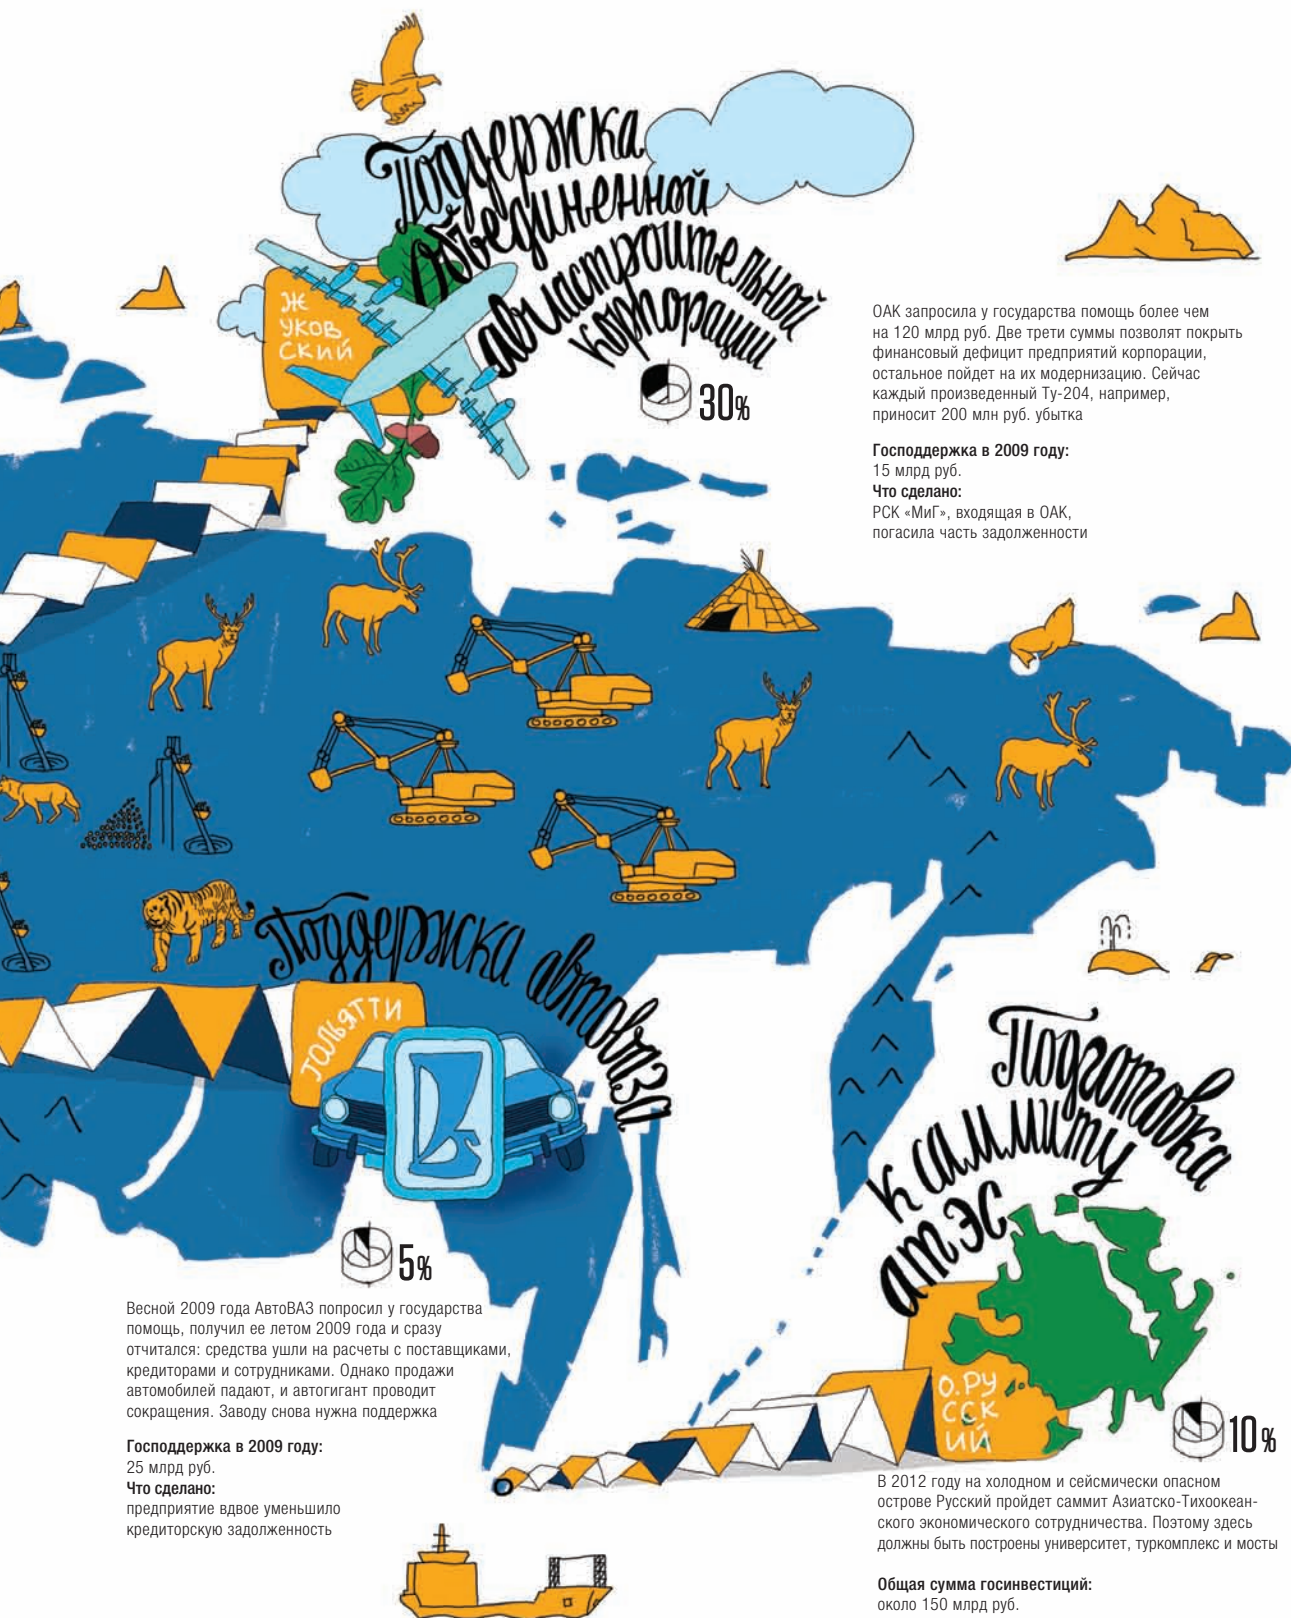 Поддержка
Объединенной
авиастроительной
корпорации
Ж
УКОВ
СКИЙ
30%
ОАК запросила у государства помощь более чем
на 120 млрд руб. Две трети суммы позволят покрыть
финансовый дефицит предприятий корпорации,
остальное пойдет на их модернизацию. Сейчас
каждый произведенный Ту-204, например,
приносит 200 млн руб. убытка
Господдержка в 2009 году:
15 млрд руб.
Что сделано:
РСК «МиГ», входящая в ОАК,
погасила часть задолженности
Поддержка автоваза
ТОЛЬЯТТИ
5%
Весной 2009 года АвтоВАЗ попросил у государства
помощь, получил ее летом 2009 года и сразу
отчитался: средства ушли на расчеты с поставщиками,
кредиторами и сотрудниками. Однако продажи
автомобилей падают, и автогигант проводит
сокращения. Заводу снова нужна поддержка
Господдержка в 2009 году:
25 млрд руб.
Что сделано:
предприятие вдвое уменьшило
кредиторскую задолженность
Подготовка
к саммиту
атэс
О.РУ
ССК
ИЙ
10%
В 2012 году на холодном и сейсмически опасном
острове Русский пройдет саммит Азиатско-Тихоокеан-
ского экономического сотрудничества. Поэтому здесь
должны быть построены университет, туркомплекс и мосты
Общая сумма госинвестиций:
около 150 млрд руб.